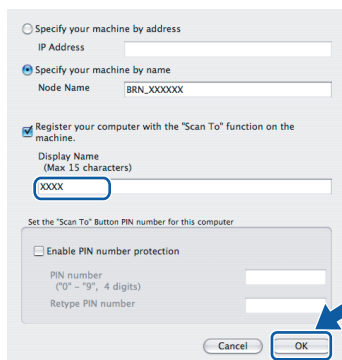 Specify your machine by address
IP Address
Specify your machine by name
Node Name
BRN_XXXXXX
Register your computer with the "Scan To" function on the
machine.
Display Name
(Max 15 characters)
XXXX
Set the "Scan To" Button PIN number for this computer
Enable PIN number protection
PIN number
("0" - "9", 4 digits)
Retype PIN number
Cancel
OK